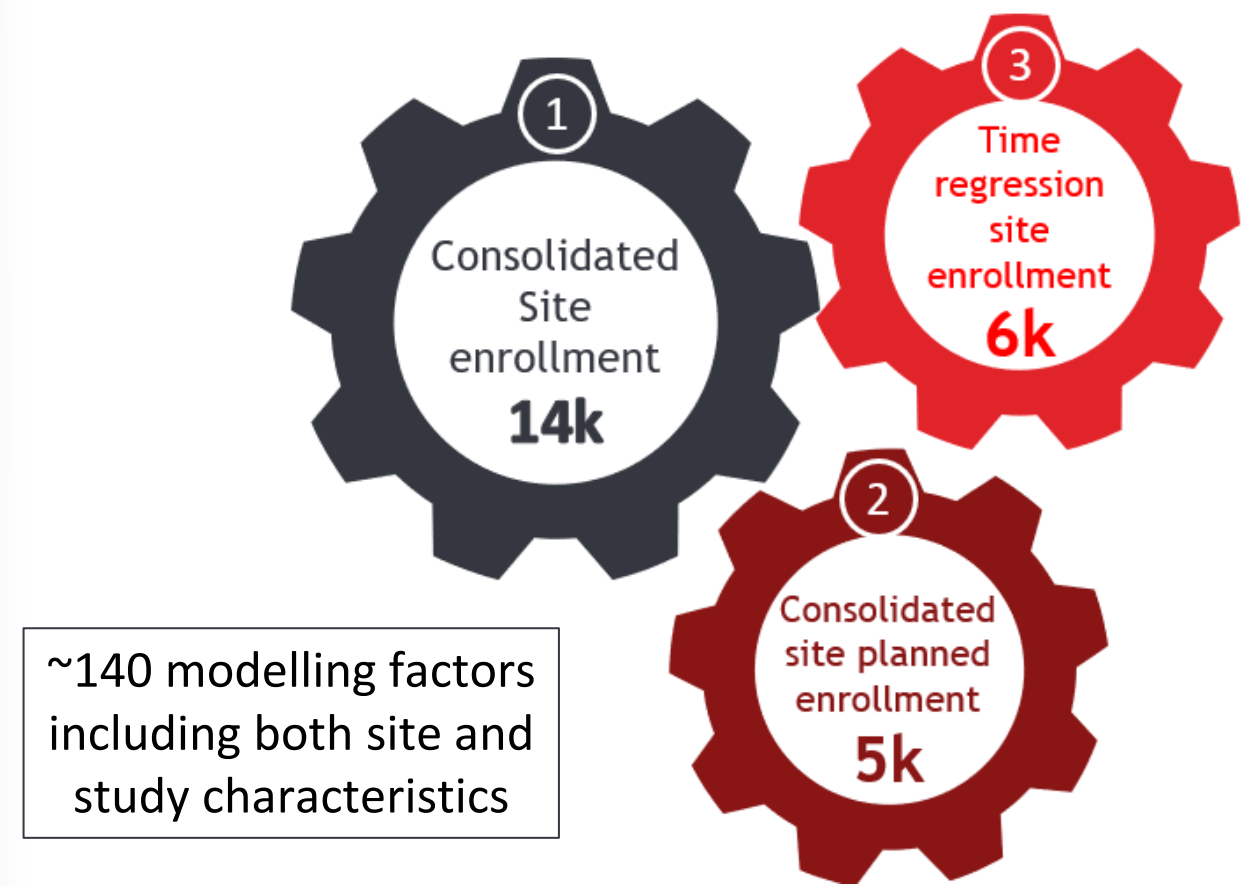 1
Consolidated
Site
enrollment
14k
3
Time
regression
site
enrollment
6k
2
Consolidated
site planned
enrollment
5k
~140 modelling factors
including both site and
study characteristics